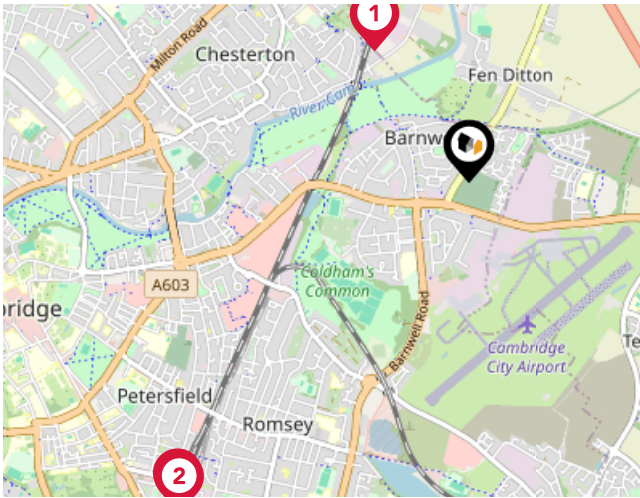 1
Milton Road
Chesterton
River Cam
Fen Ditton
Barnw
A603
Coldham's
Common
bridge
Barnwell Road
Cambridge
City Airport
Te
Petersfield
Romsey
2